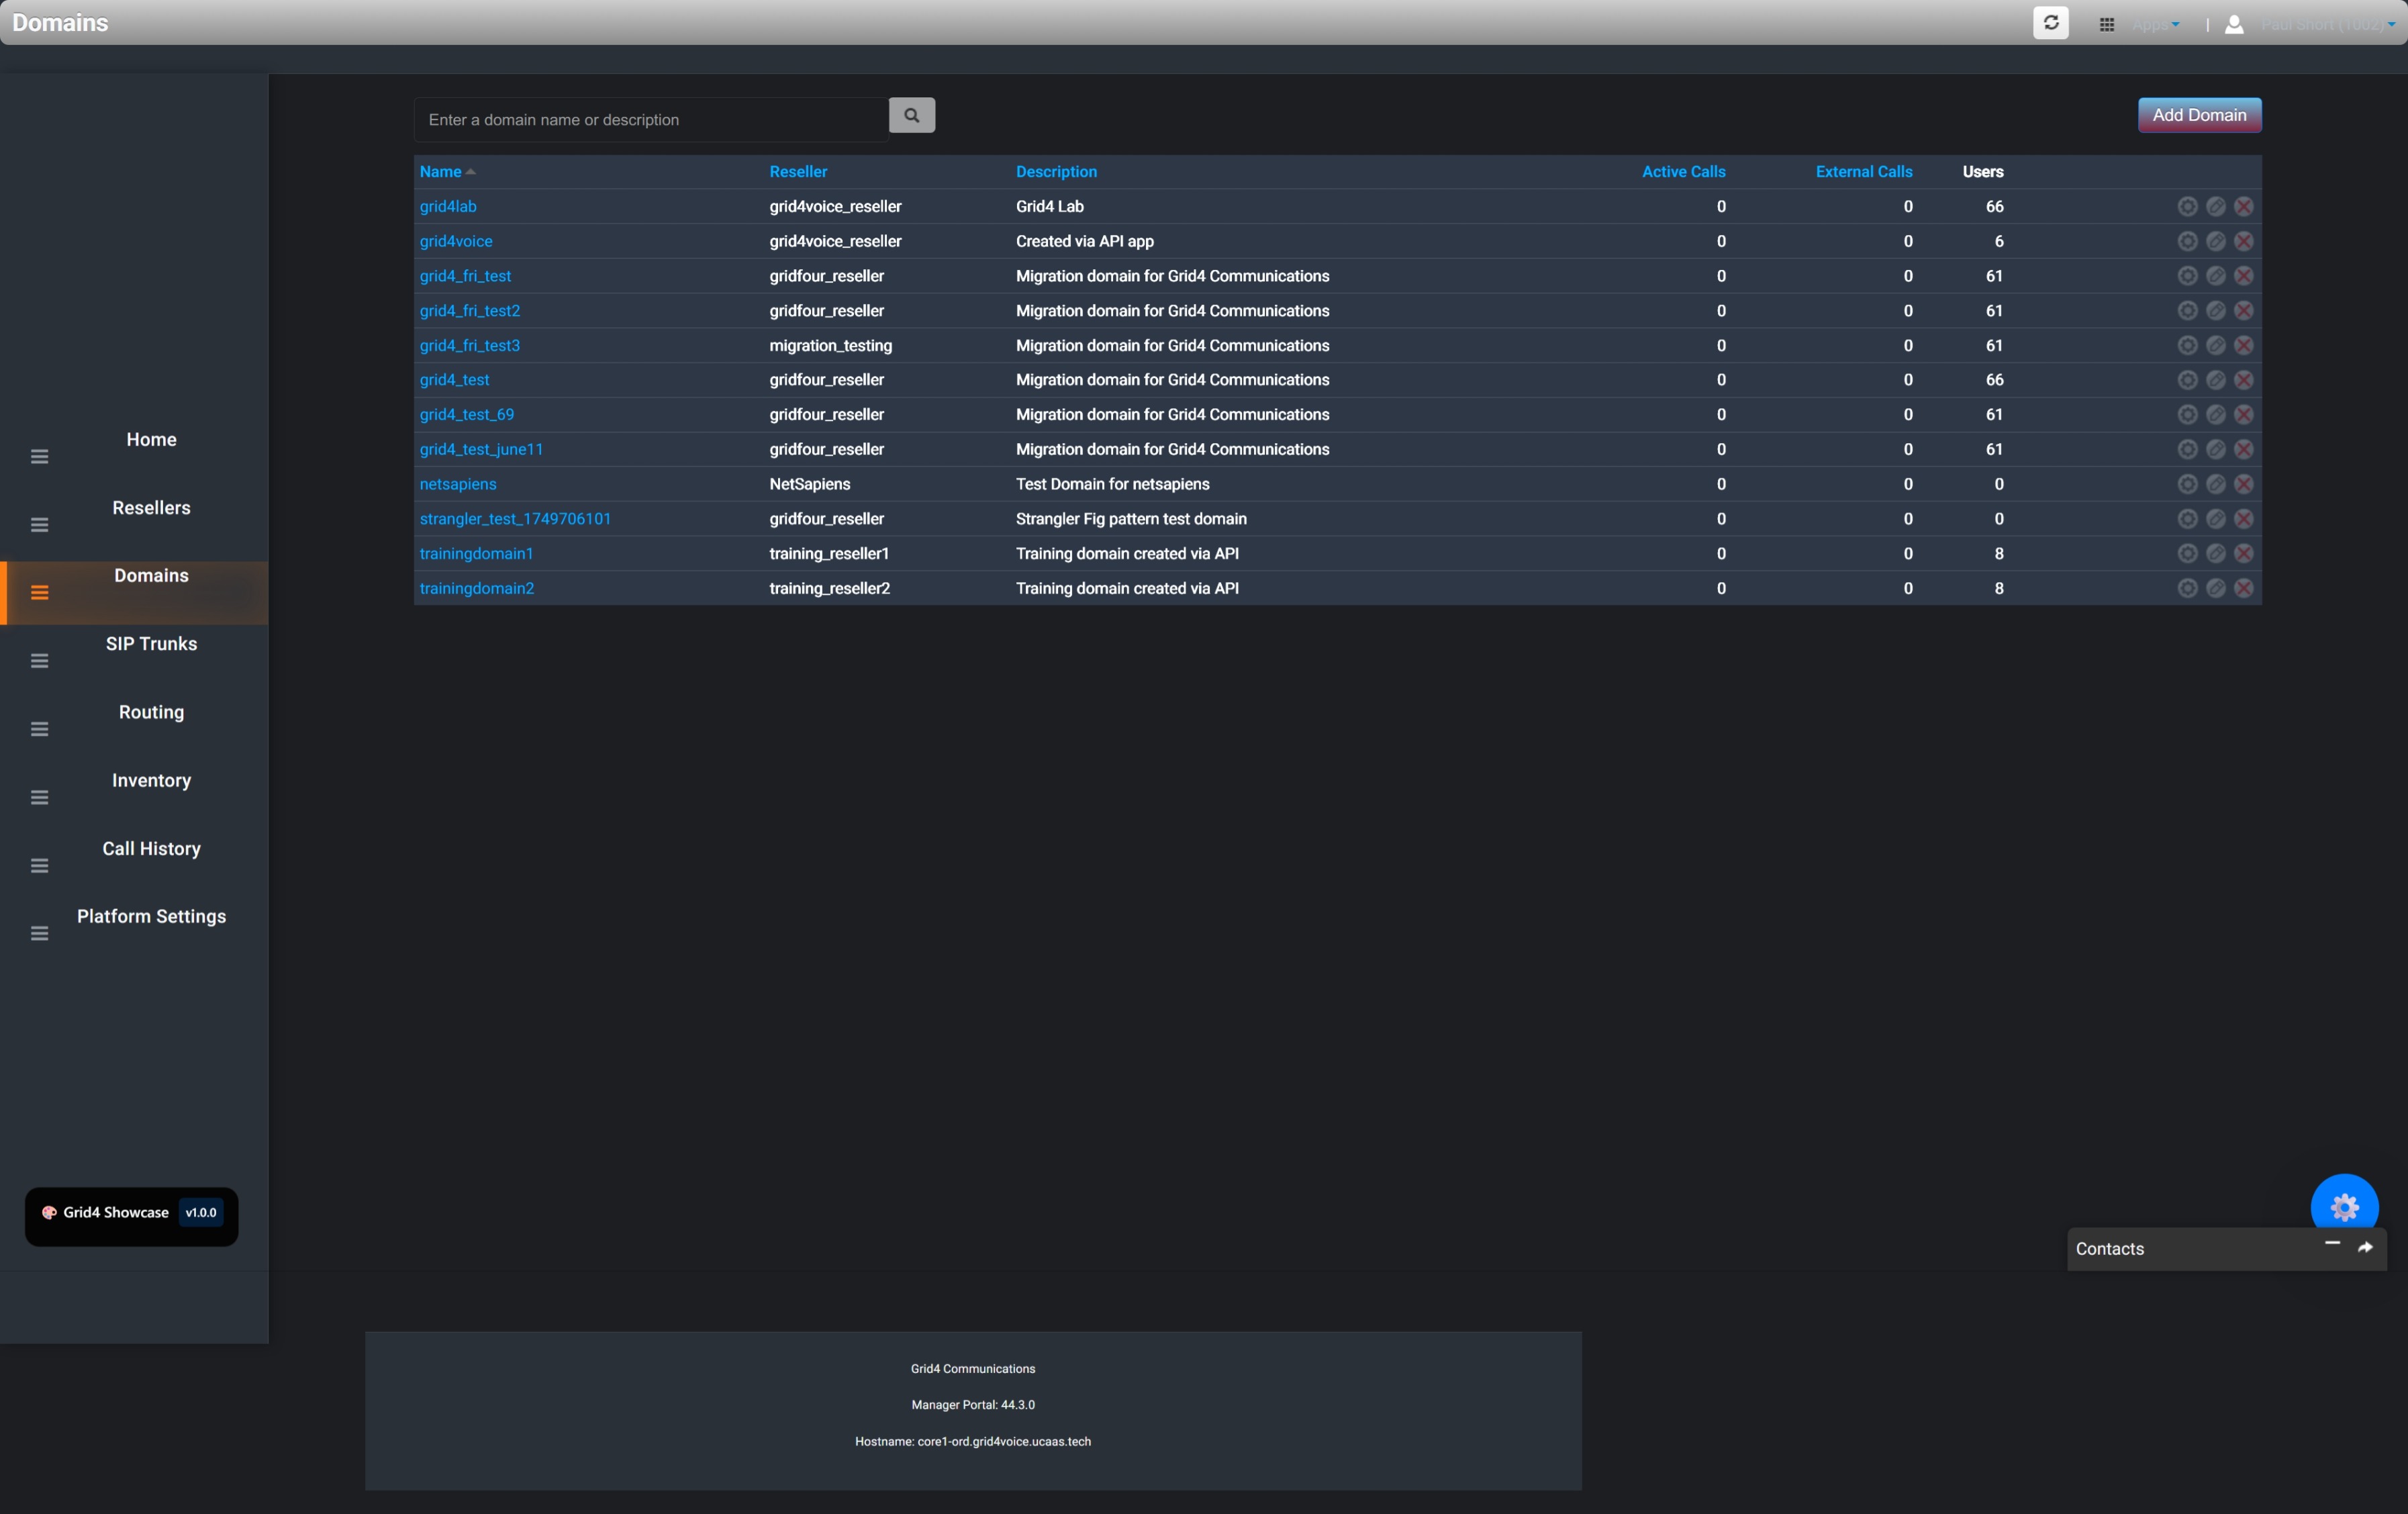 Domains
Apps
Paul Short (1002)
Enter a domain name or description
Add Domain
Name Reseller Description Active Calls External Calls Users
grid4lab grid4voice_reseller Grid4 Lab 0 0 66
grid4voice grid4voice_reseller Created via API app 0 0 6
grid4_fri_test gridfour_reseller Migration domain for Grid4 Communications 0 0 61
grid4_fri_test2 gridfour_reseller Migration domain for Grid4 Communications 0 0 61
grid4_fri_test3 migration_testing Migration domain for Grid4 Communications 0 0 61
grid4_test gridfour_reseller Migration domain for Grid4 Communications 0 0 66
grid4_test_69 gridfour_reseller Migration domain for Grid4 Communications 0 0 61
grid4_test_june11 gridfour_reseller Migration domain for Grid4 Communications 0 0 61
netsapiens NetSapiens Test Domain for netsapiens 0 0 0
strangler_test_1749706101 gridfour_reseller Strangler Fig pattern test domain 0 0 0
trainingdomain1 training_reseller1 Training domain created via API 0 0 8
trainingdomain2 training_reseller2 Training domain created via API 0 0 8
Home
Resellers
Domains
SIP Trunks
Routing
Inventory
Call History
Platform Settings
Grid4 Showcase v1.0.0
Contacts
Grid4 Communications
Manager Portal: 44.3.0
Hostname: core1-ord.grid4voice.ucaas.tech